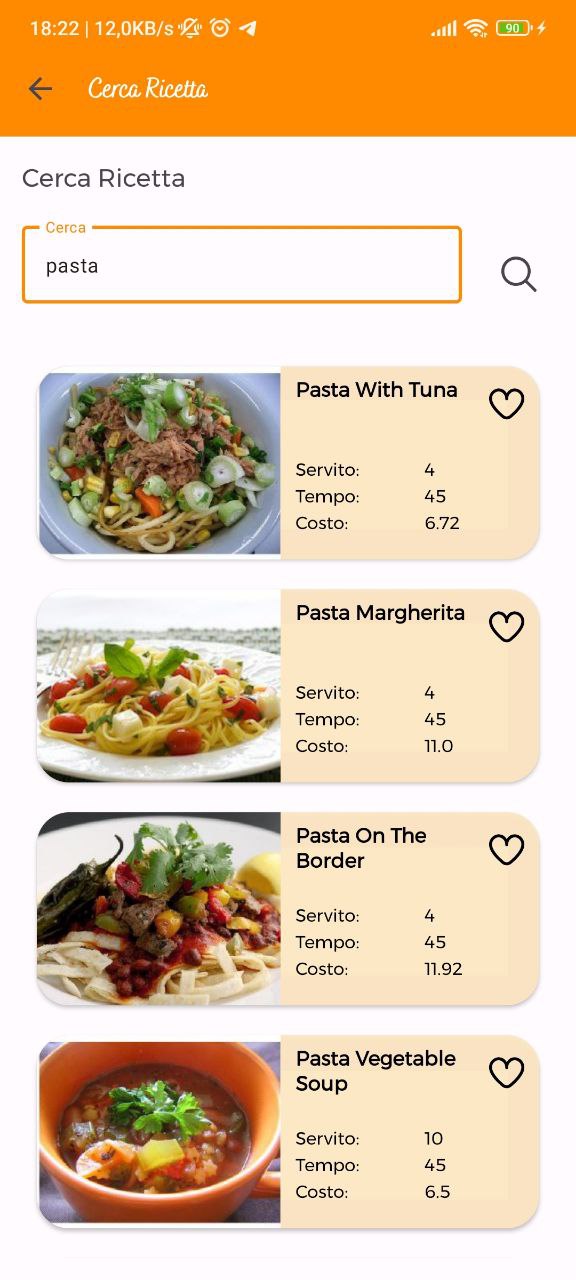 18:22 | 12,0KB/s
90
Cerca Ricetta
Cerca Ricetta
Cerca
pasta
Pasta With Tuna
Servito: 4
Tempo: 45
Costo: 6.72
Pasta Margherita
Servito: 4
Tempo: 45
Costo: 11.0
Pasta On The
Border
Servito: 4
Tempo: 45
Costo: 11.92
Pasta Vegetable
Soup
Servito: 10
Tempo: 45
Costo: 6.5